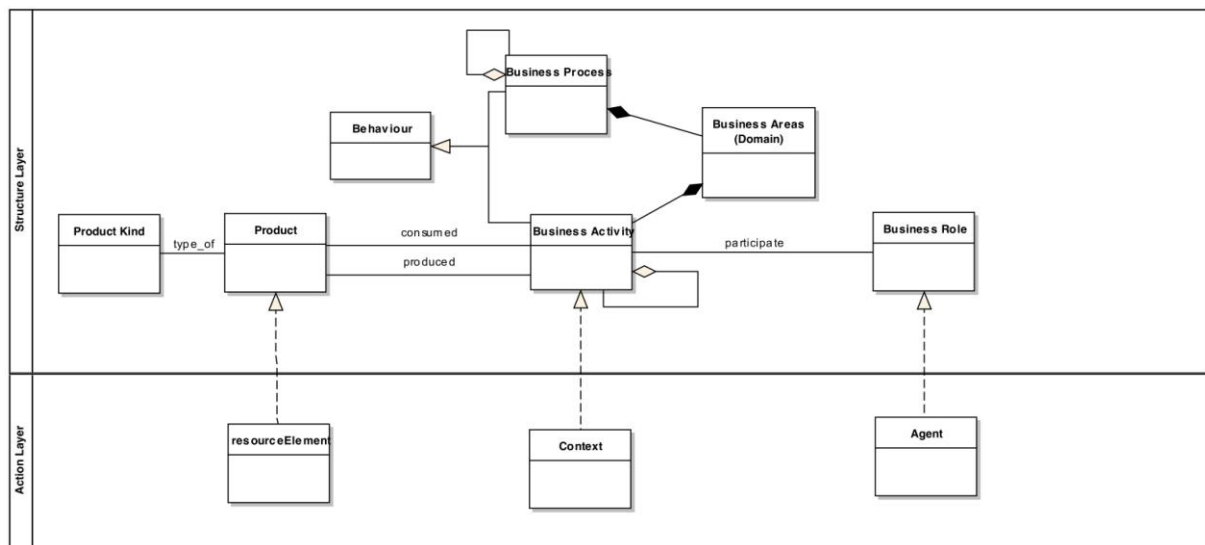 Structure Layer
Business Process
Behaviour
Business Areas
(Domain)
Product Kind
type_of
Product
consumed
produced
Business Activity
participate
Business Role
Action Layer
resourceElement
Context
Agent